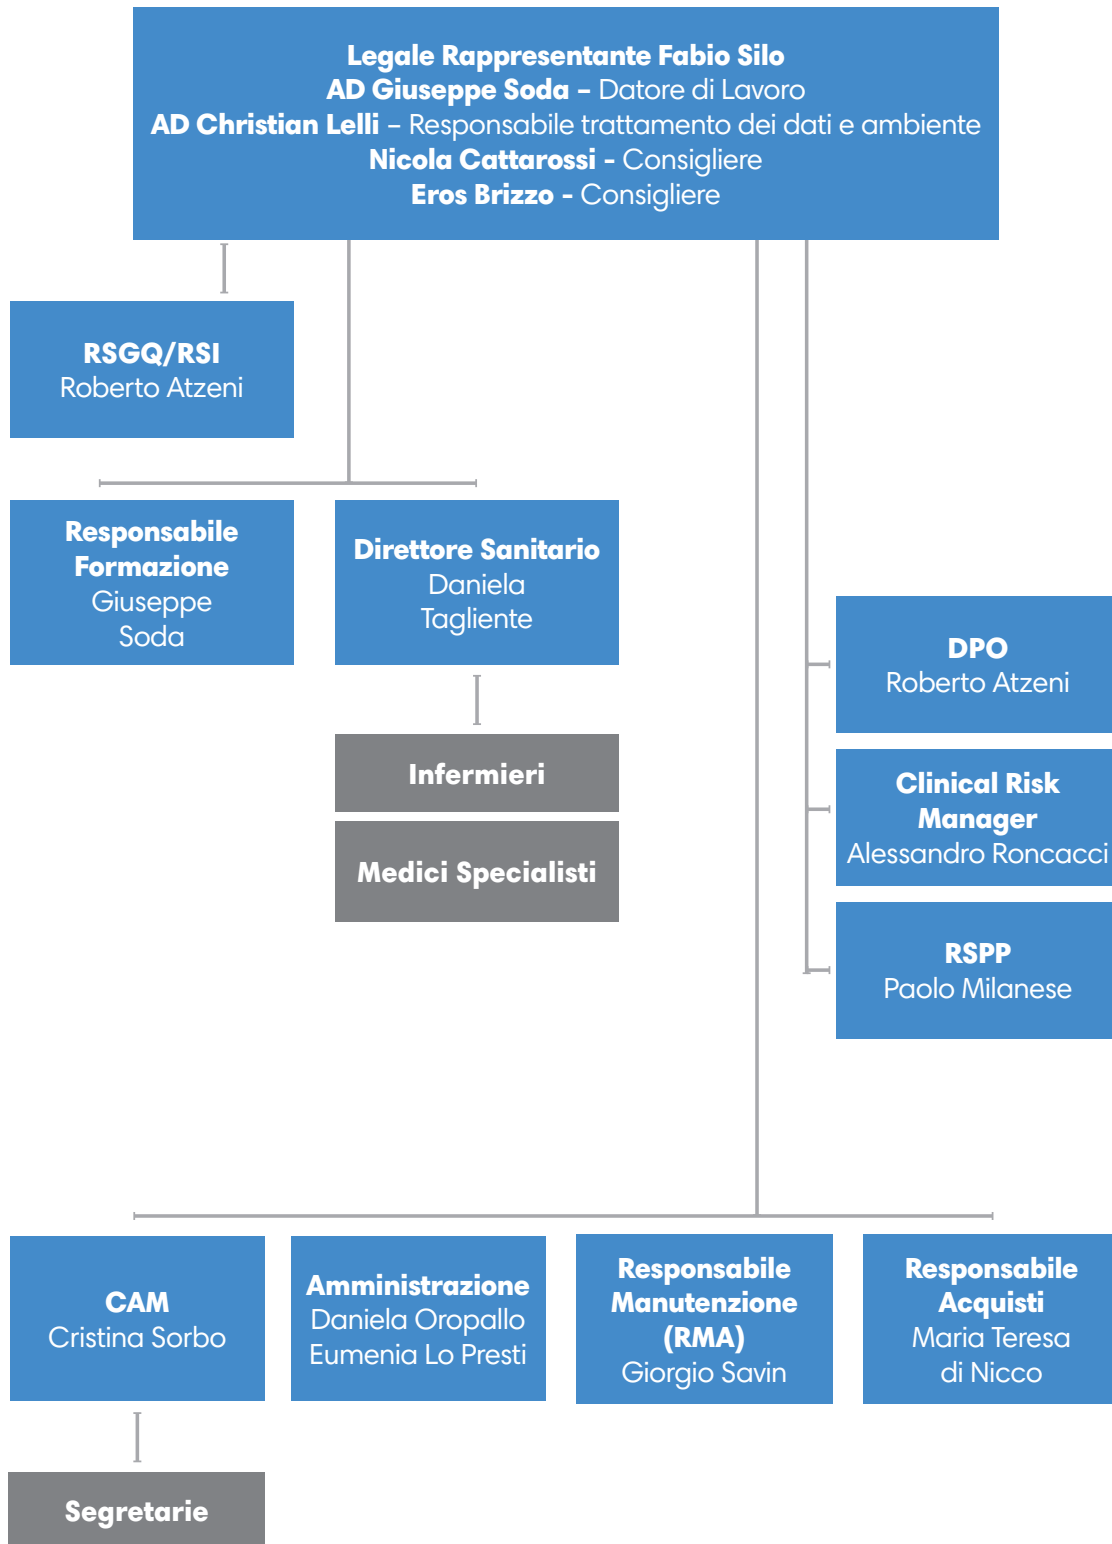 Legale Rappresentante Fabio Silo
AD Giuseppe Soda – Datore di Lavoro
AD Christian Lelli – Responsabile trattamento dei dati e ambiente
Nicola Cattarossi - Consigliere
Eros Brizzo - Consigliere
RSGQ/RSI
Roberto Atzeni
Responsabile
Formazione
Giuseppe
Soda
Direttore Sanitario
Daniela
Tagliente
Infermieri
Medici Specialisti
DPO
Roberto Atzeni
Clinical Risk
Manager
Alessandro Roncacci
RSPP
Paolo Milanese
CAM
Cristina Sorbo
Amministrazione
Daniela Oropallo
Eumenia Lo Presti
Responsabile
Manutenzione
(RMA)
Giorgio Savin
Responsabile
Acquisti
Maria Teresa
di Nicco
Segretarie